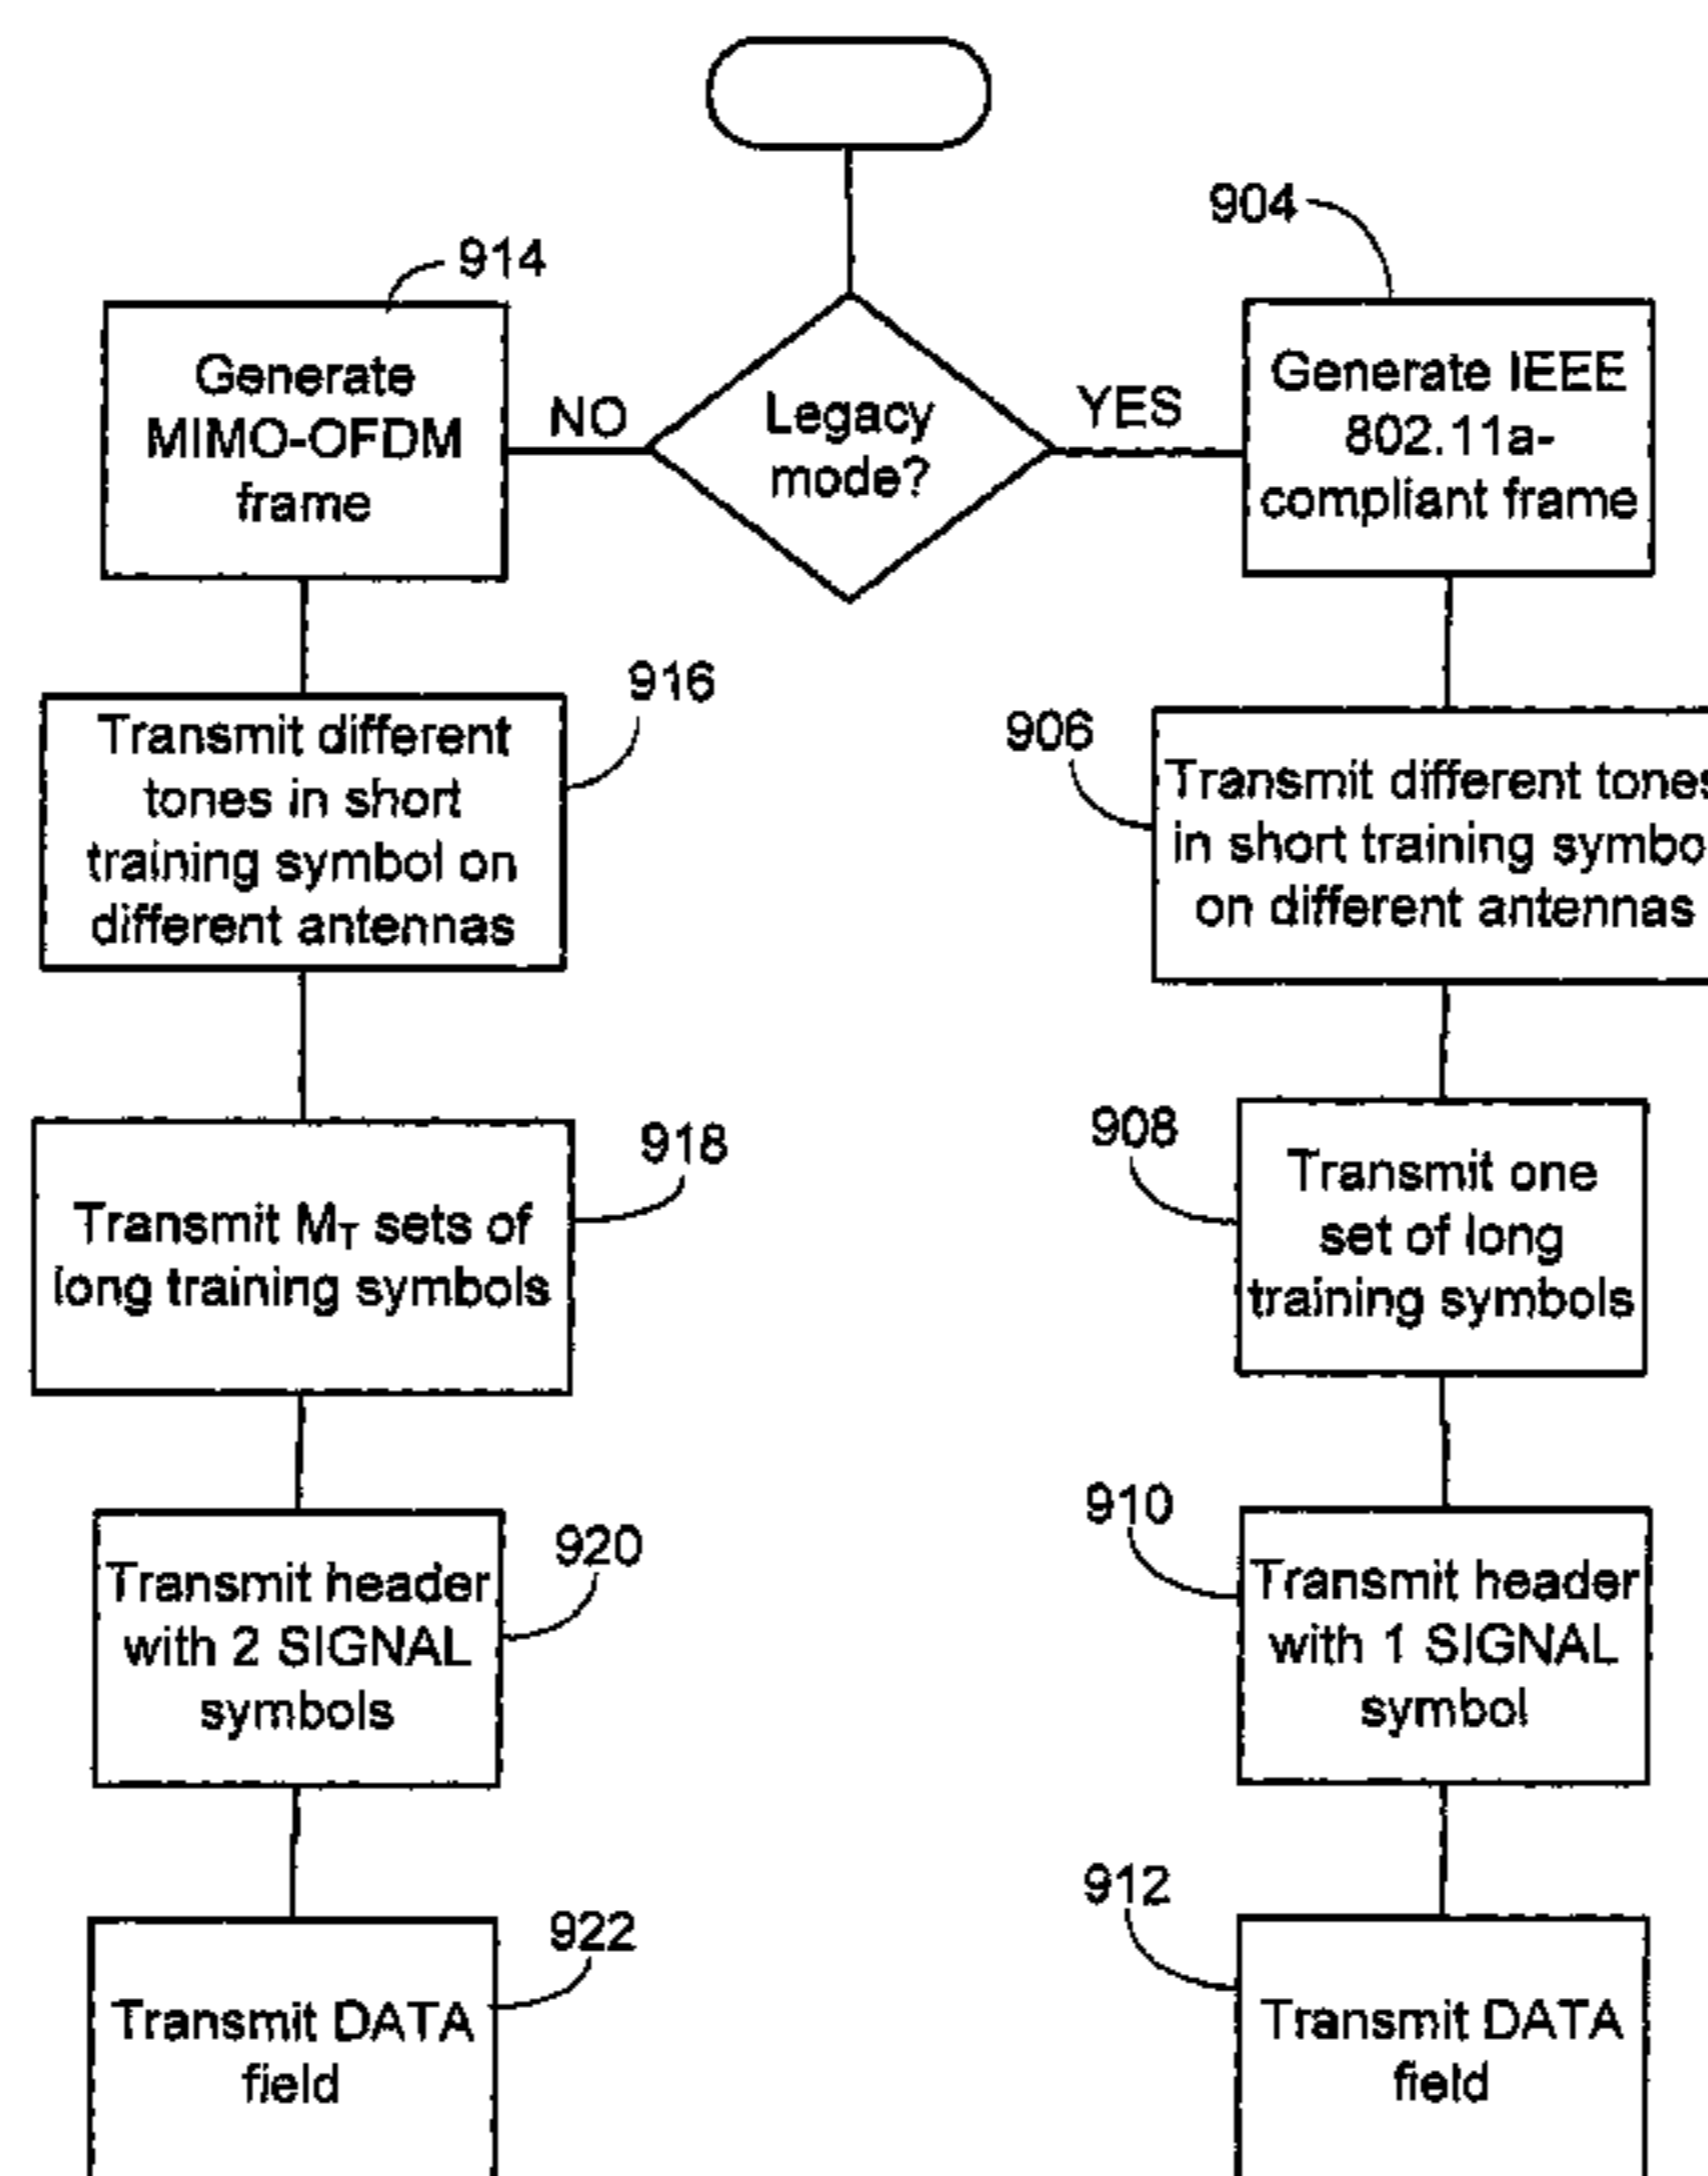 904
914
Generate
MIMO-OFDM
frame
NO
Legacy
mode?
YES
Generate IEEE
802.11a-
compliant frame
916
Transmit different
tones in short
training symbol on
different antennas
906
Transmit different tones
in short training symbo
on different antennas
918
Transmit MT sets of
long training symbols
908
Transmit one
set of long
training symbols
920
Transmit header
with 2 SIGNAL
symbols
910
Transmit header
with 1 SIGNAL
symbol
922
Transmit DATA
field
912
Transmit DATA
field